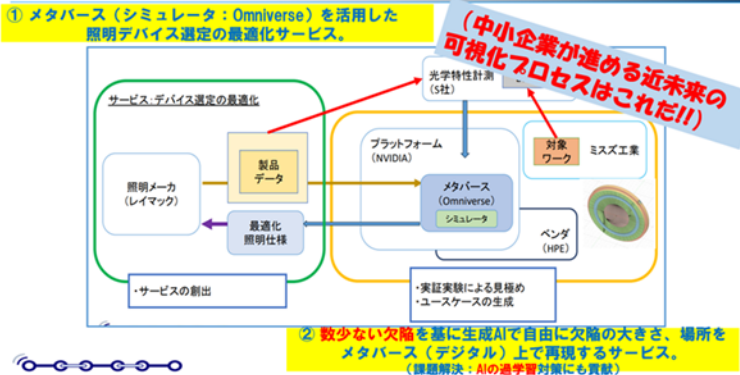 ① メタバース（シミュレータ：Omniverse）を活用した
照明デバイス選定の最適化サービス。
（中小企業が進める近未来の
可視化プロセスはこれだ!!）
光学特性計測
（S社）
サービス：デバイス選定の最適化
製品
データ
照明メーカ
（レイマック）
最適化
照明仕様
・サービスの創出
プラットフォーム
（NVIDIA）
メタバース
（Omniverse）
シミュレータ
対象
ワーク
ミスズ工業
ベンダ
（HPE）
・実証実験による見極め
・ユースケースの生成
② 数少ない欠陥を基に生成AIで自由に欠陥の大きさ、場所を
メタバース（デジタル）上で再現するサービス。
（課題解決：AIの過学習対策にも貢献）